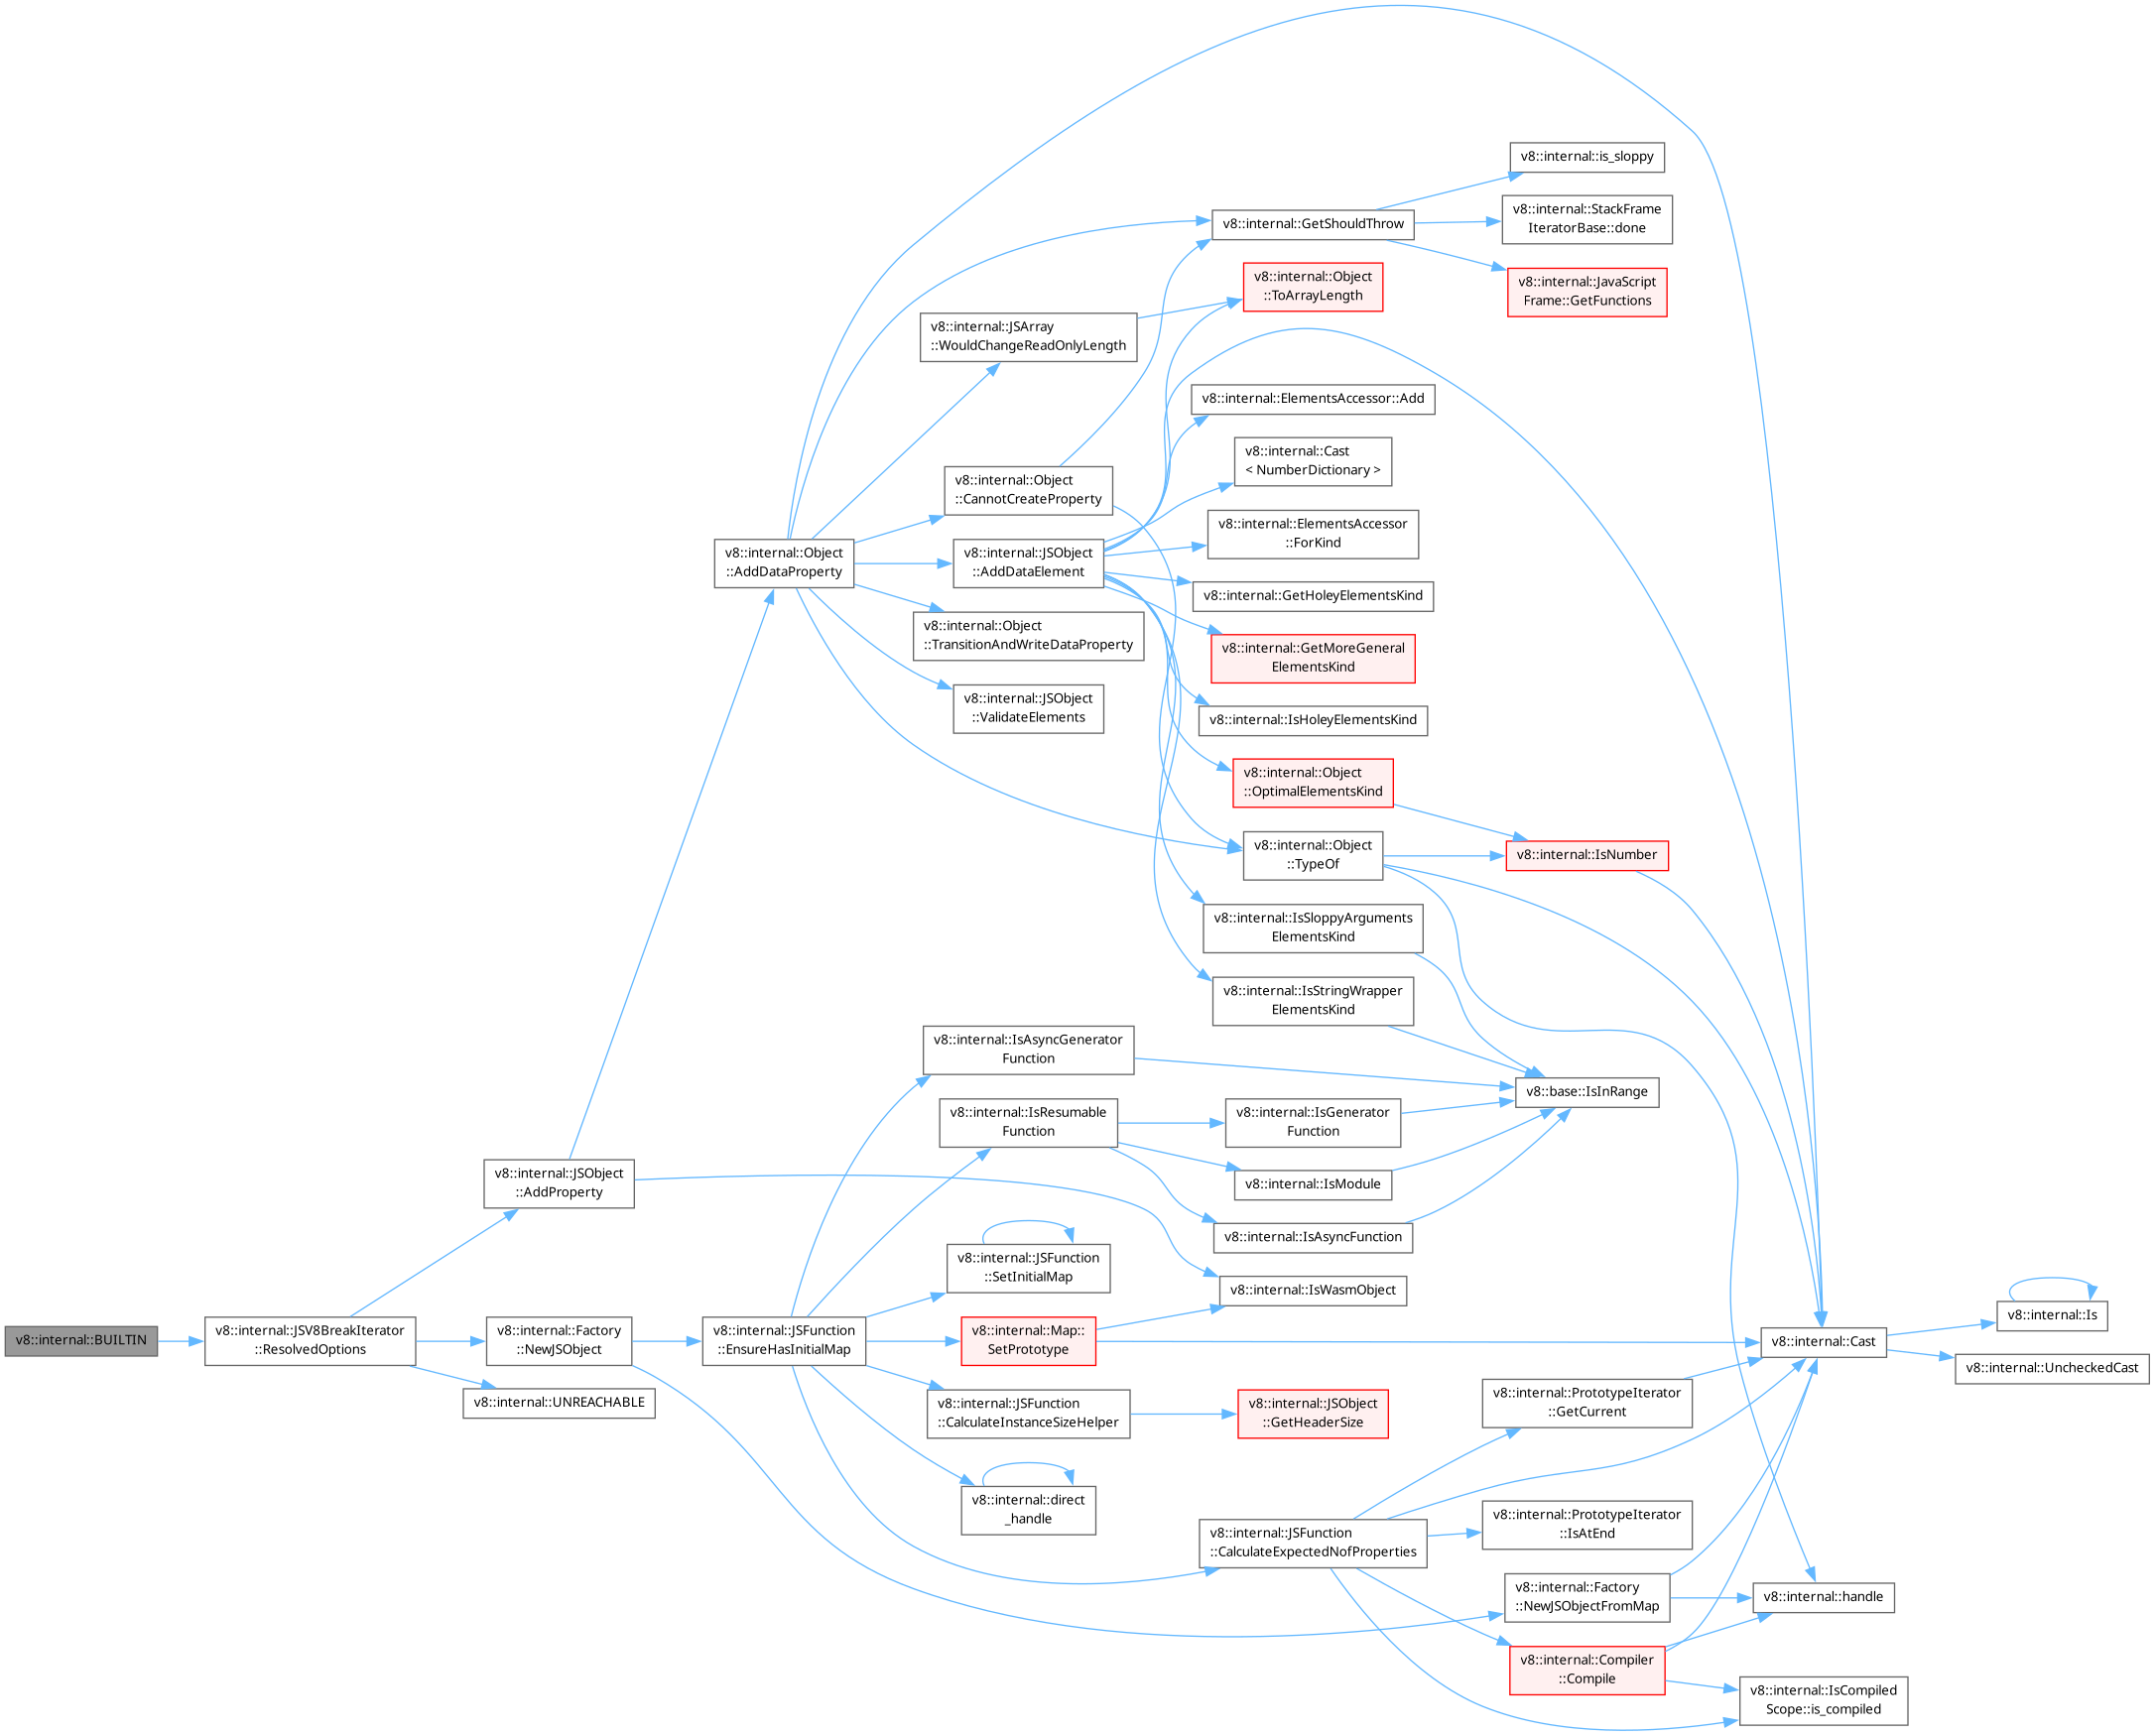 v8::internal::is_sloppy
v8::internal::StackFrame
IteratorBase::done
v8::internal::GetShouldThrow
v8::internal::JavaScript
Frame::GetFunctions
v8::internal::Object
::ToArrayLength
v8::internal::JSArray
::WouldChangeReadOnlyLength
v8::internal::ElementsAccessor::Add
v8::internal::Cast
< NumberDictionary >
v8::internal::Object
::CannotCreateProperty
v8::internal::ElementsAccessor
::ForKind
v8::internal::Object
::AddDataProperty
v8::internal::JSObject
::AddDataElement
v8::internal::GetHoleyElementsKind
v8::internal::Object
::TransitionAndWriteDataProperty
v8::internal::GetMoreGeneral
ElementsKind
v8::internal::JSObject
::ValidateElements
v8::internal::IsHoleyElementsKind
v8::internal::Object
::OptimalElementsKind
v8::internal::Object
::TypeOf
v8::internal::IsNumber
v8::internal::IsSloppyArguments
ElementsKind
v8::internal::IsStringWrapper
ElementsKind
v8::internal::IsAsyncGenerator
Function
v8::base::IsInRange
v8::internal::IsResumable
Function
v8::internal::IsGenerator
Function
v8::internal::JSObject
::AddProperty
v8::internal::IsModule
v8::internal::IsAsyncFunction
v8::internal::JSFunction
::SetInitialMap
v8::internal::IsWasmObject
v8::internal::Is
v8::internal::BUILTIN
v8::internal::JSV8BreakIterator
::ResolvedOptions
v8::internal::Factory
::NewJSObject
v8::internal::JSFunction
::EnsureHasInitialMap
v8::internal::Map::
SetPrototype
v8::internal::Cast
v8::internal::UncheckedCast
v8::internal::UNREACHABLE
v8::internal::JSFunction
::CalculateInstanceSizeHelper
v8::internal::JSObject
::GetHeaderSize
v8::internal::PrototypeIterator
::GetCurrent
v8::internal::direct
_handle
v8::internal::JSFunction
::CalculateExpectedNofProperties
v8::internal::PrototypeIterator
::IsAtEnd
v8::internal::Factory
::NewJSObjectFromMap
v8::internal::handle
v8::internal::Compiler
::Compile
v8::internal::IsCompiled
Scope::is_compiled